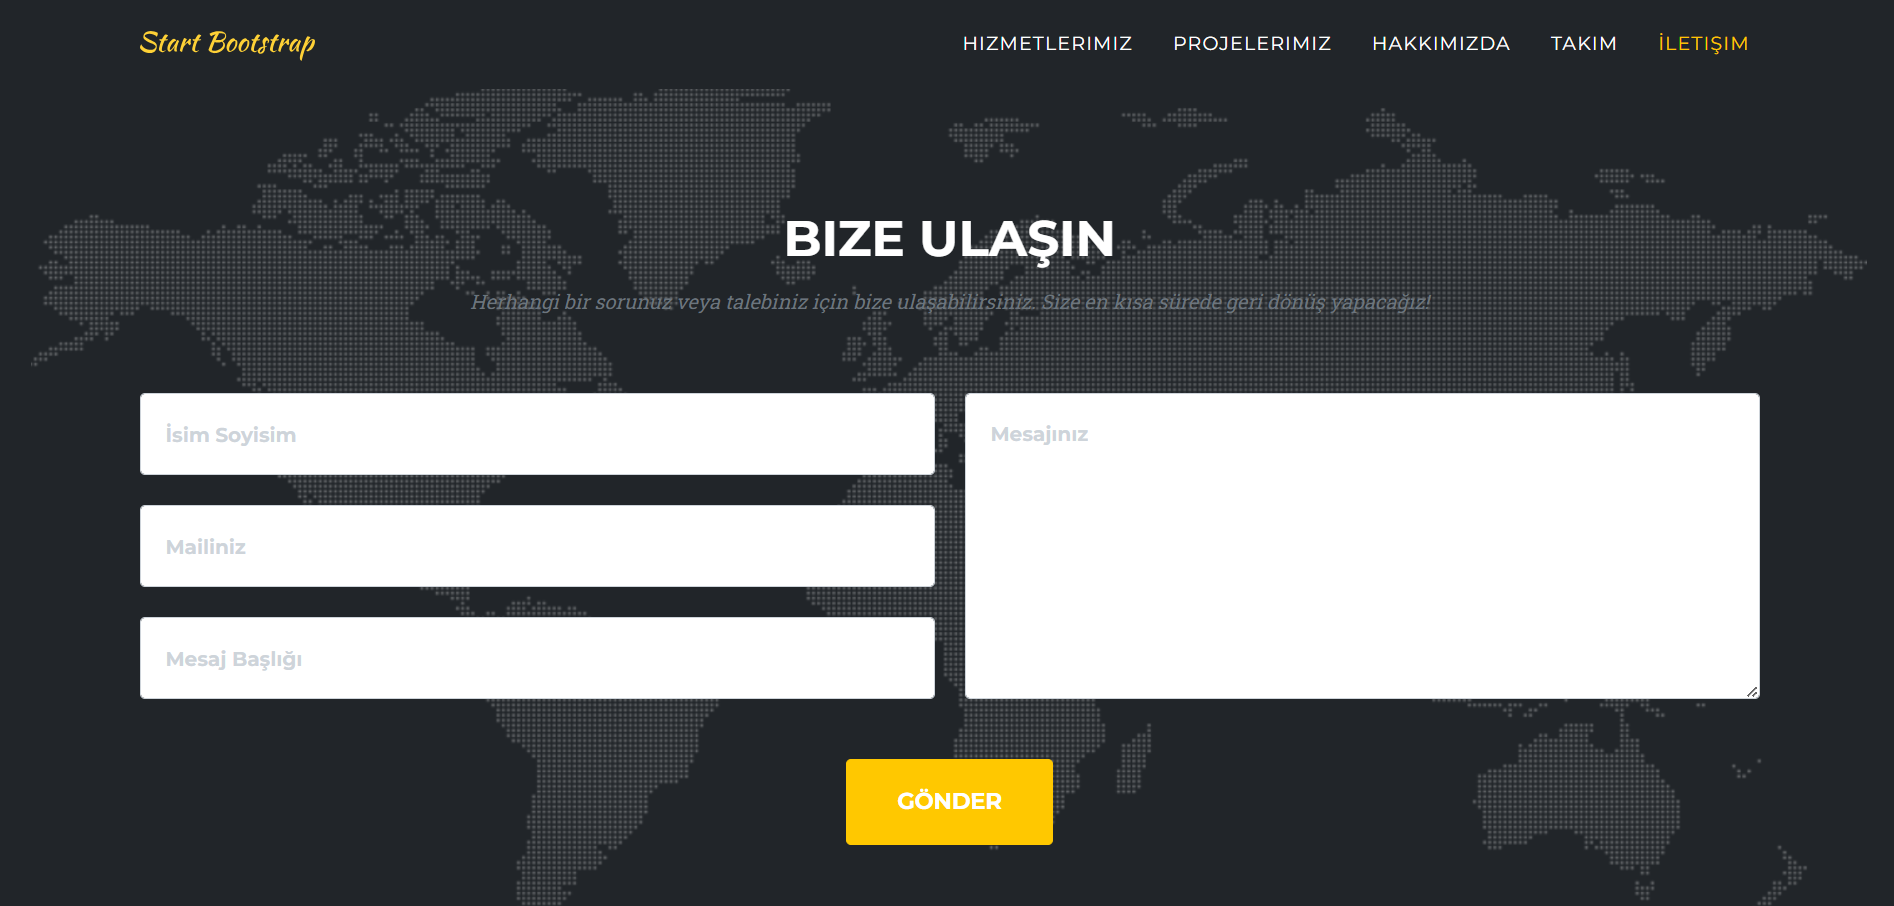 Start Bootstrap
HIZMETLERIMIZ PROJELERIMIZ HAKKIMIZDA TAKIM İLETIŞIM
BIZE ULAŞIN
Herhangi bir sorunuz veya talebiniz için bize ulaşabilirsiniz. Size en kısa sürede geri dönüş yapacağız!
İsim Soyisim
Mailiniz
Mesaj Başlığı
Mesajınız
GÖNDER